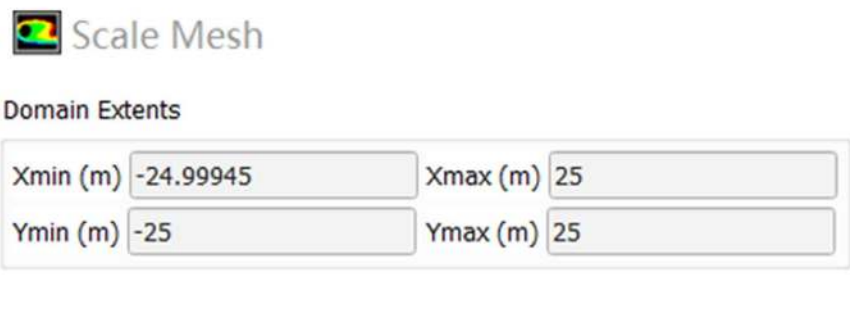 Scale Mesh
Domain Extents
Xmin (m) -24.99945 Xmax (m) 25
Ymin (m) -25 Ymax (m) 25